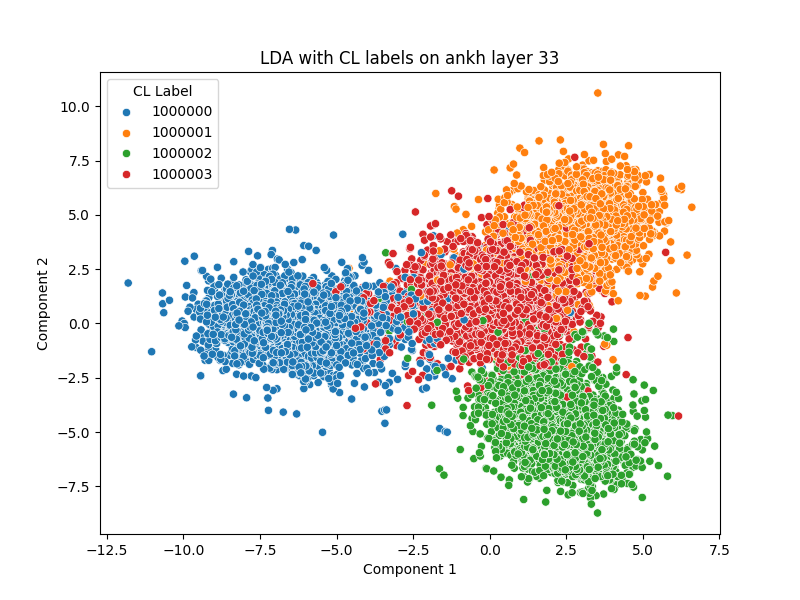 LDA with CL labels on ankh layer 33
CL Label
1000000
1000001
1000002
1000003
Component 2
10.0
7.5
5.0
2.5
0.0
−2.5
−5.0
−7.5
−12.5 −10.0 −7.5 −5.0 −2.5 0.0 2.5 5.0 7.5
Component 1